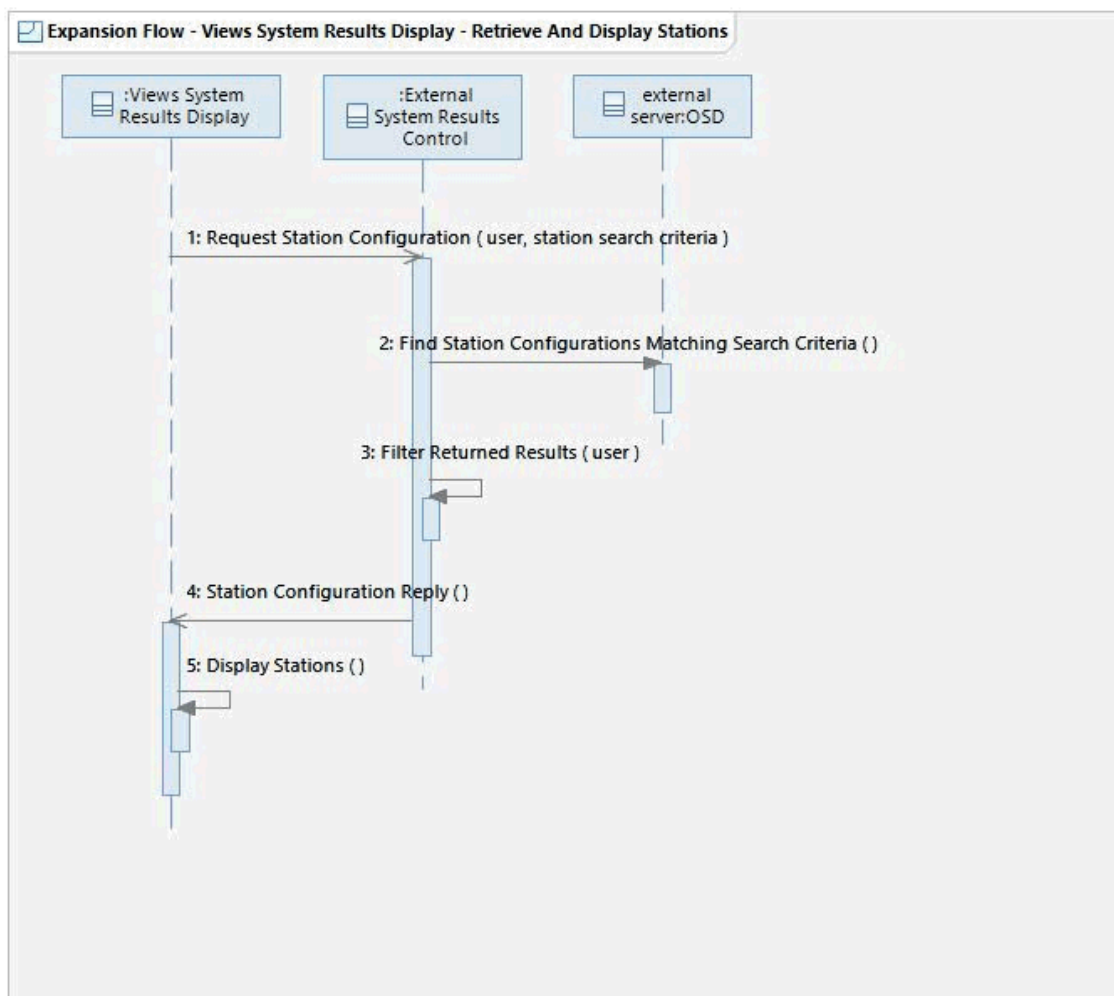 Expansion Flow - Views System Results Display - Retrieve And Display Stations
:Views System
Results Display
:External
System Results
Control
external
server:OSD
1: Request Station Configuration ( user, station search criteria )
2: Find Station Configurations Matching Search Criteria ( )
3: Filter Returned Results ( user )
4: Station Configuration Reply ( )
5: Display Stations ( )